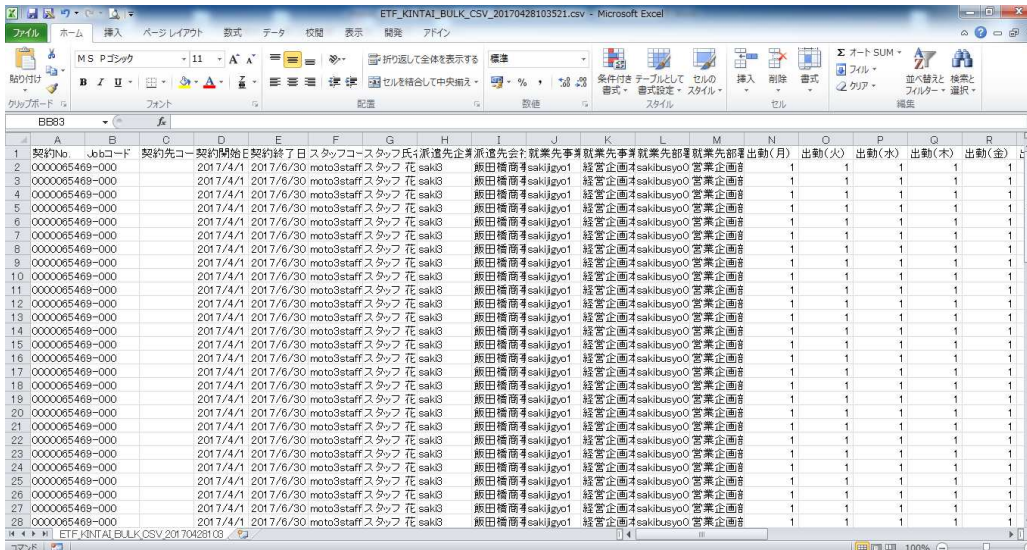 ETF_KINTAI_BULK_CSV_20170428103521.csv - Microsoft Excel
ファイル ホーム 挿入 ページ レイアウト 数式 データ 校閲 表示 開発 アドイン
MS Pゴシック 11 折り返して全体を表示する 標準 Σ オート SUM
貼り付け B I U セルを結合して中央揃え % , 条件付き書式 テーブルとして書式設定 セルのスタイル 挿入 削除 書式 フィル クリア 並べ替えと フィルター 検索と 選択
クリップボード フォント 配置 数値 スタイル セル 編集
BB83 fx
A B C D E F G H I J K L M N O P Q R
1 契約No. Jobコード 契約先コー 契約開始日 契約終了日 スタッフコー スタッフ氏 派遣先企業 派遣先会社 就業先事業 就業先事業 就業先部署 就業先部署 出動(月) 出動(火) 出動(水) 出動(木) 出動(金)
2 0000065469-000 2017/4/1 2017/6/30 moto3staff スタッフ 花 saki3 飯田橋商 sakijigyo1 経営企画 sakibusyo0 営業企画部 1 1 1 1 1
3 0000065469-000 2017/4/1 2017/6/30 moto3staff スタッフ 花 saki3 飯田橋商 sakijigyo1 経営企画 sakibusyo0 営業企画部 1 1 1 1 1
4 0000065469-000 2017/4/1 2017/6/30 moto3staff スタッフ 花 saki3 飯田橋商 sakijigyo1 経営企画 sakibusyo0 営業企画部 1 1 1 1 1
5 0000065469-000 2017/4/1 2017/6/30 moto3staff スタッフ 花 saki3 飯田橋商 sakijigyo1 経営企画 sakibusyo0 営業企画部 1 1 1 1 1
6 0000065469-000 2017/4/1 2017/6/30 moto3staff スタッフ 花 saki3 飯田橋商 sakijigyo1 経営企画 sakibusyo0 営業企画部 1 1 1 1 1
7 0000065469-000 2017/4/1 2017/6/30 moto3staff スタッフ 花 saki3 飯田橋商 sakijigyo1 経営企画 sakibusyo0 営業企画部 1 1 1 1 1
8 0000065469-000 2017/4/1 2017/6/30 moto3staff スタッフ 花 saki3 飯田橋商 sakijigyo1 経営企画 sakibusyo0 営業企画部 1 1 1 1 1
9 0000065469-000 2017/4/1 2017/6/30 moto3staff スタッフ 花 saki3 飯田橋商 sakijigyo1 経営企画 sakibusyo0 営業企画部 1 1 1 1 1
10 0000065469-000 2017/4/1 2017/6/30 moto3staff スタッフ 花 saki3 飯田橋商 sakijigyo1 経営企画 sakibusyo0 営業企画部 1 1 1 1 1
11 0000065469-000 2017/4/1 2017/6/30 moto3staff スタッフ 花 saki3 飯田橋商 sakijigyo1 経営企画 sakibusyo0 営業企画部 1 1 1 1 1
12 0000065469-000 2017/4/1 2017/6/30 moto3staff スタッフ 花 saki3 飯田橋商 sakijigyo1 経営企画 sakibusyo0 営業企画部 1 1 1 1 1
13 0000065469-000 2017/4/1 2017/6/30 moto3staff スタッフ 花 saki3 飯田橋商 sakijigyo1 経営企画 sakibusyo0 営業企画部 1 1 1 1 1
14 0000065469-000 2017/4/1 2017/6/30 moto3staff スタッフ 花 saki3 飯田橋商 sakijigyo1 経営企画 sakibusyo0 営業企画部 1 1 1 1 1
15 0000065469-000 2017/4/1 2017/6/30 moto3staff スタッフ 花 saki3 飯田橋商 sakijigyo1 経営企画 sakibusyo0 営業企画部 1 1 1 1 1
16 0000065469-000 2017/4/1 2017/6/30 moto3staff スタッフ 花 saki3 飯田橋商 sakijigyo1 経営企画 sakibusyo0 営業企画部 1 1 1 1 1
17 0000065469-000 2017/4/1 2017/6/30 moto3staff スタッフ 花 saki3 飯田橋商 sakijigyo1 経営企画 sakibusyo0 営業企画部 1 1 1 1 1
18 0000065469-000 2017/4/1 2017/6/30 moto3staff スタッフ 花 saki3 飯田橋商 sakijigyo1 経営企画 sakibusyo0 営業企画部 1 1 1 1 1
19 0000065469-000 2017/4/1 2017/6/30 moto3staff スタッフ 花 saki3 飯田橋商 sakijigyo1 経営企画 sakibusyo0 営業企画部 1 1 1 1 1
20 0000065469-000 2017/4/1 2017/6/30 moto3staff スタッフ 花 saki3 飯田橋商 sakijigyo1 経営企画 sakibusyo0 営業企画部 1 1 1 1 1
21 0000065469-000 2017/4/1 2017/6/30 moto3staff スタッフ 花 saki3 飯田橋商 sakijigyo1 経営企画 sakibusyo0 営業企画部 1 1 1 1 1
22 0000065469-000 2017/4/1 2017/6/30 moto3staff スタッフ 花 saki3 飯田橋商 sakijigyo1 経営企画 sakibusyo0 営業企画部 1 1 1 1 1
23 0000065469-000 2017/4/1 2017/6/30 moto3staff スタッフ 花 saki3 飯田橋商 sakijigyo1 経営企画 sakibusyo0 営業企画部 1 1 1 1 1
24 0000065469-000 2017/4/1 2017/6/30 moto3staff スタッフ 花 saki3 飯田橋商 sakijigyo1 経営企画 sakibusyo0 営業企画部 1 1 1 1 1
25 0000065469-000 2017/4/1 2017/6/30 moto3staff スタッフ 花 saki3 飯田橋商 sakijigyo1 経営企画 sakibusyo0 営業企画部 1 1 1 1 1
26 0000065469-000 2017/4/1 2017/6/30 moto3staff スタッフ 花 saki3 飯田橋商 sakijigyo1 経営企画 sakibusyo0 営業企画部 1 1 1 1 1
27 0000065469-000 2017/4/1 2017/6/30 moto3staff スタッフ 花 saki3 飯田橋商 sakijigyo1 経営企画 sakibusyo0 営業企画部 1 1 1 1 1
28 0000065469-000 2017/4/1 2017/6/30 moto3staff スタッフ 花 saki3 飯田橋商 sakijigyo1 経営企画 sakibusyo0 営業企画部 1 1 1 1 1
ETF_KINTAI_BULK_CSV_20170428103
コマンド 100%